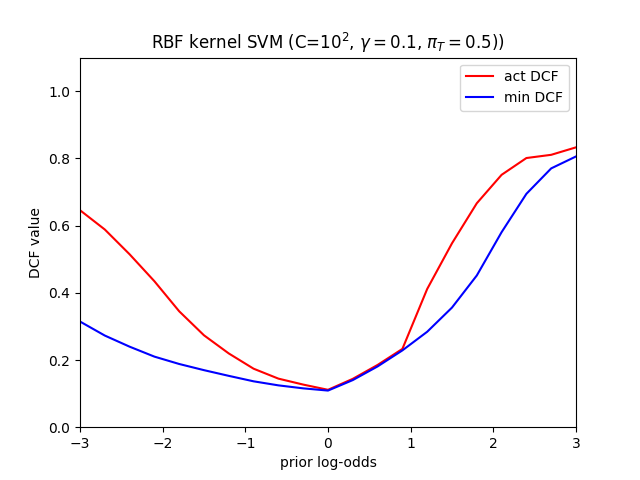 RBF kernel SVM (C=10², γ = 0.1, π_T = 0.5))
act DCF
min DCF
1.0
0.8
0.6
0.4
0.2
0.0
DCF value
−3
−2
−1
0
1
2
3
prior log-odds